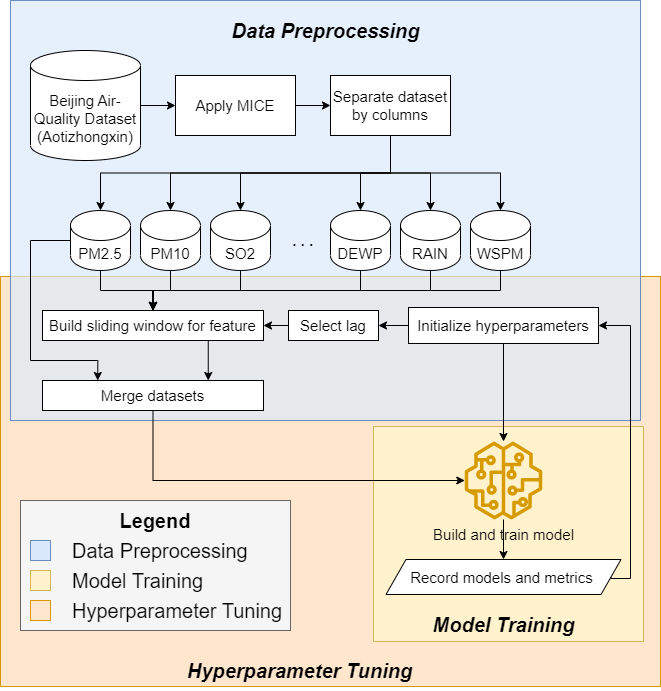 Data Preprocessing
Beijing Air-
Quality Dataset
(Aotizhongxin)
Apply MICE
Separate dataset
by columns
PM2.5
PM10
SO2
. . .
DEWP
RAIN
WSPM
Build sliding window for feature
Select lag
Initialize hyperparameters
Merge datasets
Build and train model
Record models and metrics
Model Training
Legend
Data Preprocessing
Model Training
Hyperparameter Tuning
Hyperparameter Tuning